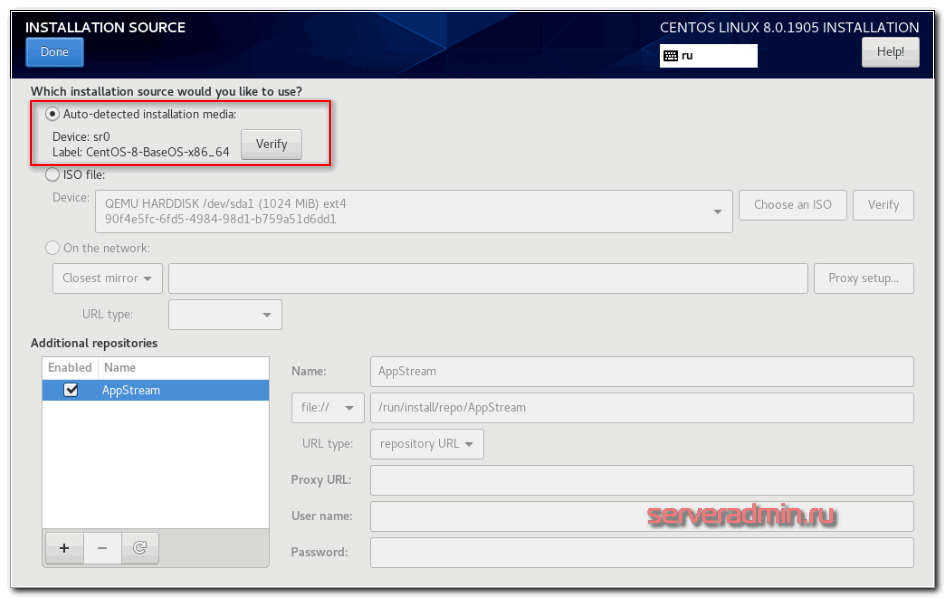 INSTALLATION SOURCE
CENTOS LINUX 8.0.1905 INSTALLATION
Done
ru
Help!
Which installation source would you like to use?
Auto-detected installation media:
Device: sr0
Label: CentOS-8-BaseOS-x86_64
Verify
ISO file:
Device:
QEMU HARDDISK /dev/sda1 (1024 MiB) ext4
90f4e5fc-6fd5-4984-98d1-b759a51d6dd1
Choose an ISO
Verify
On the network:
Closest mirror
Proxy setup...
URL type:
Additional repositories
Enabled Name
AppStream
Name:
AppStream
file://
/run/install/repo/AppStream
URL type:
repository URL
Proxy URL:
User name:
serveradmin.ru
Password: